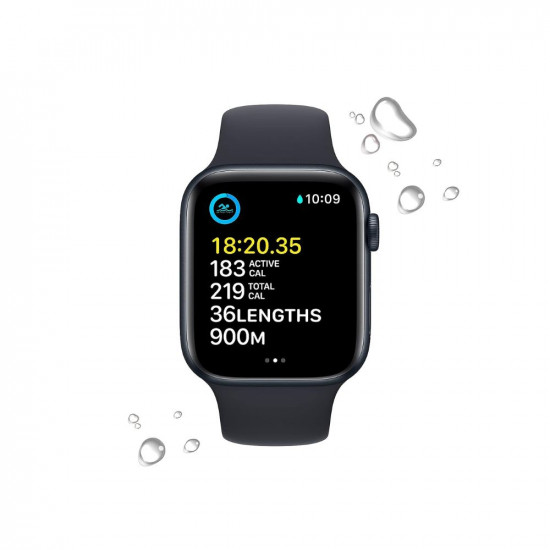 10:09
18:20.35
183 ACTIVE CAL
219 TOTAL CAL
36LENGTHS
900M